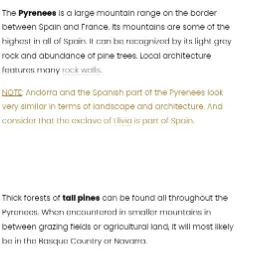 The Pyrenees is a large mountain range on the border
between Spain and France. Its mountains are some of the
highest in all of Spain. It can be recognized by its light grey
rock and abundance of pine trees. Local architecture
features many rock walls.
NOTE: Andorra and the Spanish part of the Pyrenees look
very similar in terms of landscape and architecture. And
consider that the exclave of Llívia is part of Spain.
Thick forests of tall pines can be found all throughout the
Pyrenees. When encountered in smaller mountains in
between grazing fields or agricultural land, it will most likely
be in the Basque Country or Navarra.